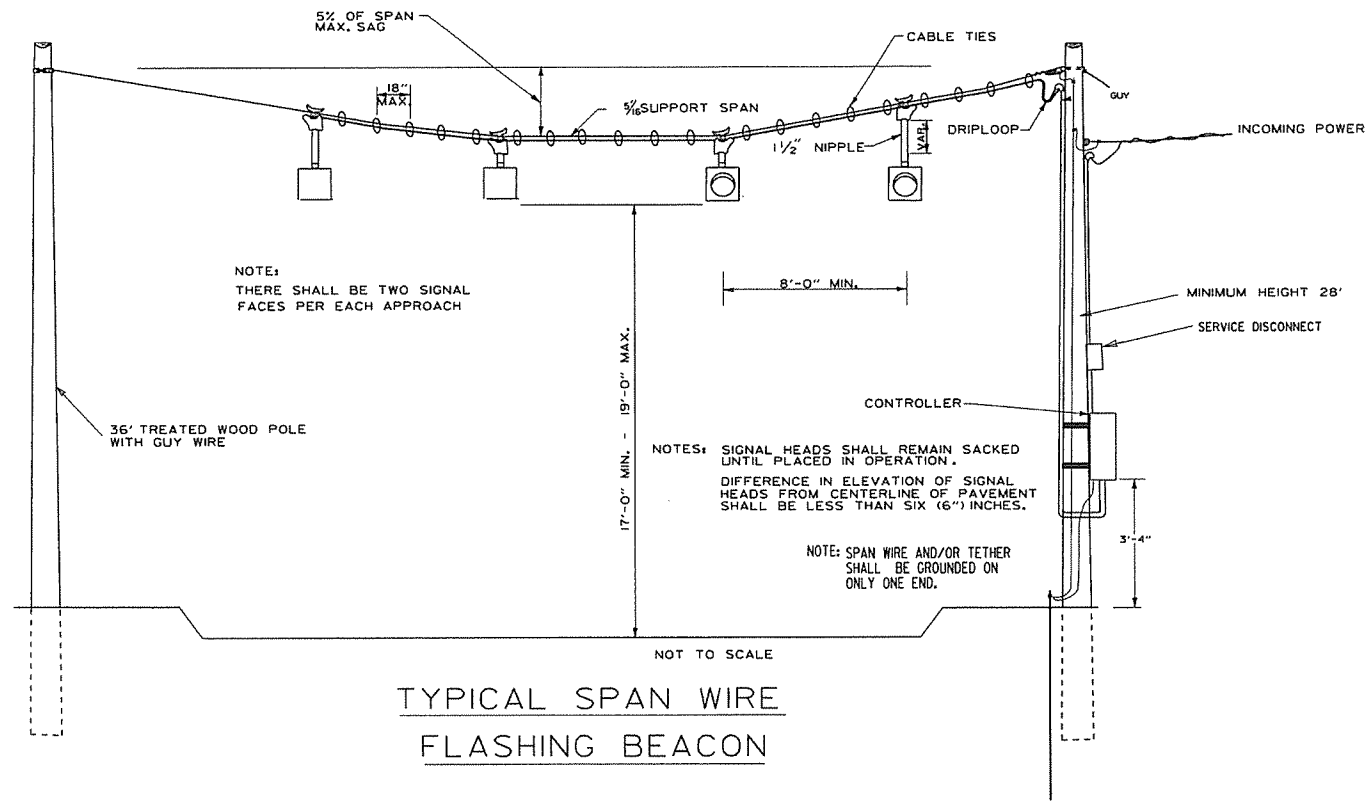 5% OF SPAN
MAX. SAG
CABLE TIES
18"
MAX.
5/16 SUPPORT SPAN
GUY
DRIPLOOP
1 1/2" NIPPLE
VAR.
INCOMING POWER
NOTE:
THERE SHALL BE TWO SIGNAL
FACES PER EACH APPROACH
8'-0" MIN.
MINIMUM HEIGHT 28'
SERVICE DISCONNECT
17'-0" MIN. - 19'-0" MAX.
CONTROLLER
36' TREATED WOOD POLE
WITH GUY WIRE
NOTES: SIGNAL HEADS SHALL REMAIN SACKED
UNTIL PLACED IN OPERATION.
DIFFERENCE IN ELEVATION OF SIGNAL
HEADS FROM CENTERLINE OF PAVEMENT
SHALL BE LESS THAN SIX (6") INCHES.
3'-4"
NOTE: SPAN WIRE AND/OR TETHER
SHALL BE GROUNDED ON
ONLY ONE END.
NOT TO SCALE
TYPICAL SPAN WIRE
FLASHING BEACON